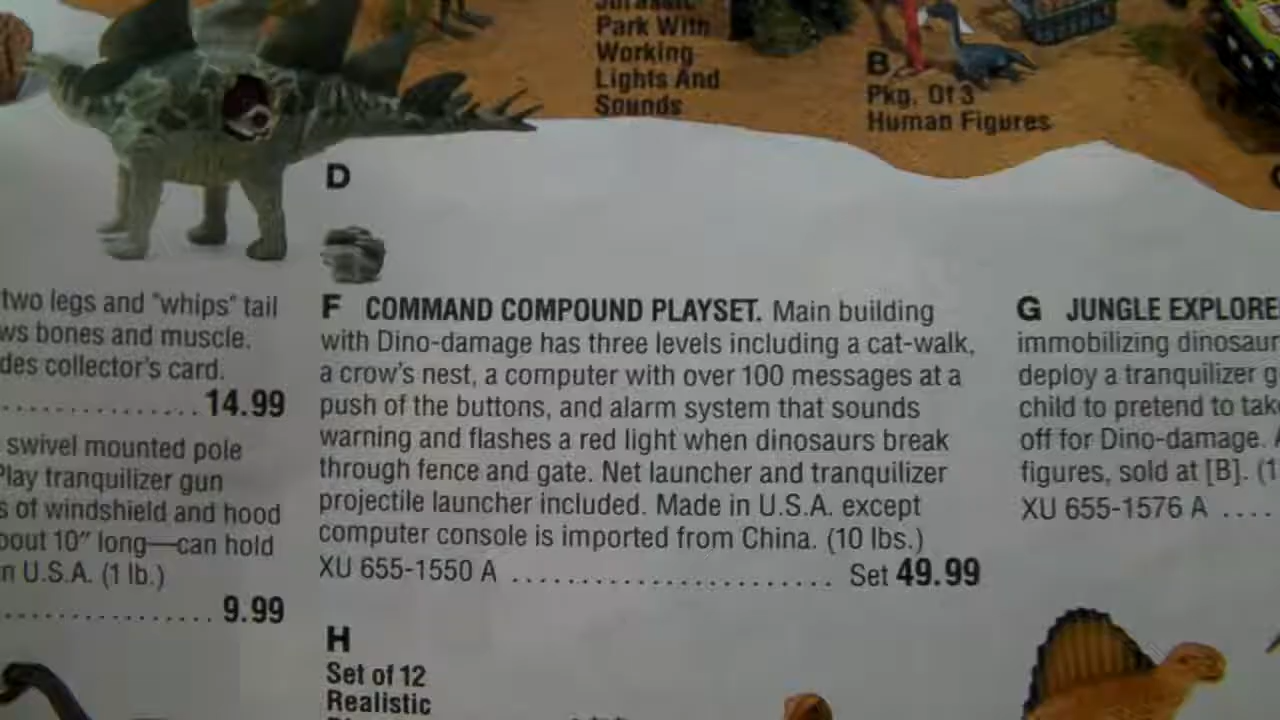 Jurassic
Park With
Working
Lights And
Sounds
B
Pkg. Of 3
Human Figures
D
two legs and "whips" tail
ws bones and muscle.
des collector's card.
14.99
swivel mounted pole
Play tranquilizer gun
s of windshield and hood
bout 10" long—can hold
n U.S.A. (1 lb.)
9.99
F COMMAND COMPOUND PLAYSET. Main building
with Dino-damage has three levels including a cat-walk,
a crow's nest, a computer with over 100 messages at a
push of the buttons, and alarm system that sounds
warning and flashes a red light when dinosaurs break
through fence and gate. Net launcher and tranquilizer
projectile launcher included. Made in U.S.A. except
computer console is imported from China. (10 lbs.)
XU 655-1550 A ........................ Set 49.99
G JUNGLE EXPLORE
immobilizing dinosaur
deploy a tranquilizer g
child to pretend to tak
off for Dino-damage.
figures, sold at [B]. (1
XU 655-1576 A ....
H
Set of 12
Realistic